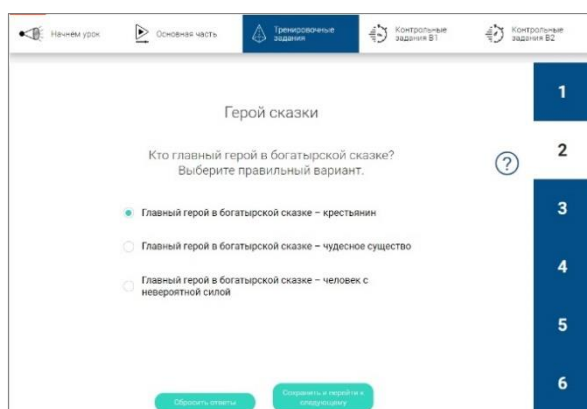 Начнем урок
Основная часть
Тренировочные
задания
Контрольные
задания В1
Контрольные
задания В2
Герой сказки
Кто главный герой в богатырской сказке?
Выберите правильный вариант.
?
Главный герой в богатырской сказке – крестьянин
Главный герой в богатырской сказке – чудесное существо
Главный герой в богатырской сказке – человек с
невероятной силой
Сбросить ответы
Сохранить и перейти к
следующему
1
2
3
4
5
6